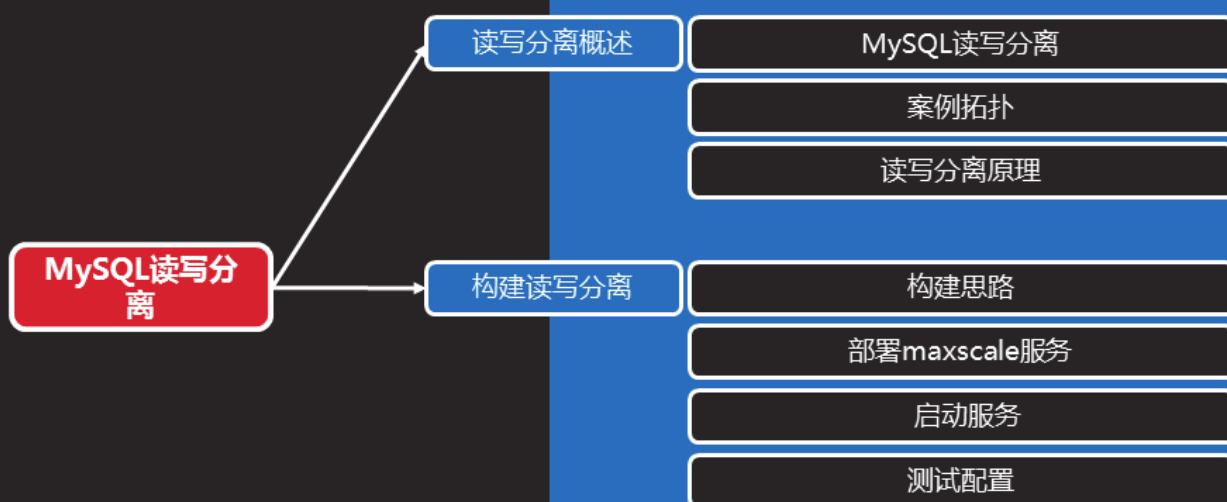 读写分离概述
MySQL读写分离
案例拓扑
读写分离原理
MySQL读写分
离
构建读写分离
构建思路
部署maxscale服务
启动服务
测试配置